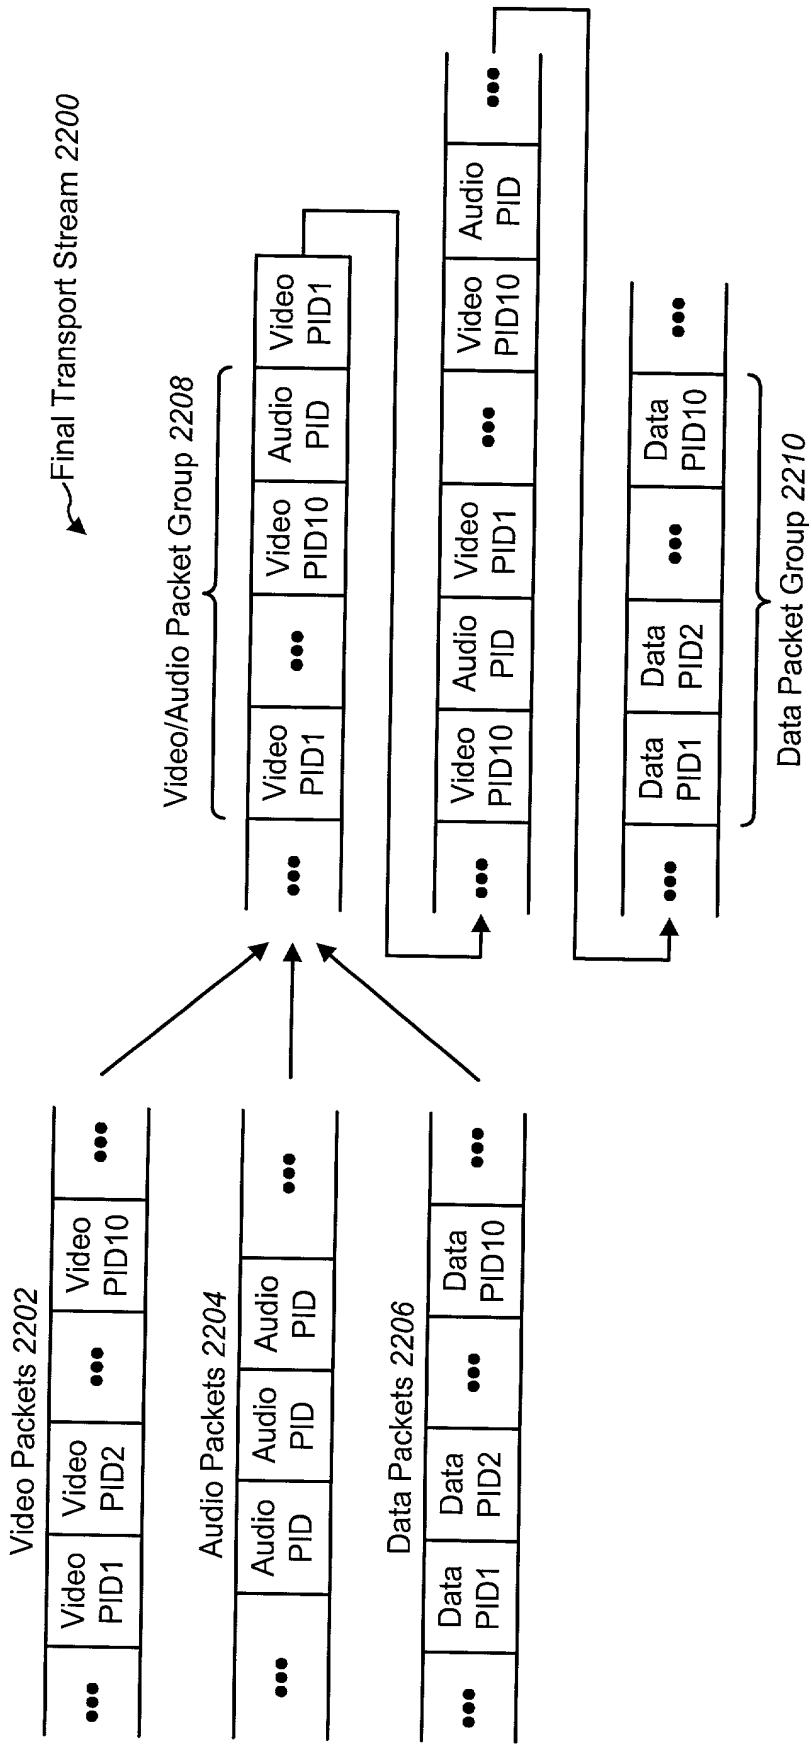 Final Transport Stream 2200
Video Packets 2202
••• Video PID1 Video PID2 ••• Video PID10 •••
Audio Packets 2204
••• Audio PID Audio PID Audio PID •••
Data Packets 2206
••• Data PID1 Data PID2 ••• Data PID10 •••
Video/Audio Packet Group 2208
••• Video PID1 ••• Video PID10 Audio PID Video PID1
••• Video PID10 Audio PID Video PID1 ••• Video PID10 Audio PID •••
••• Data PID1 Data PID2 ••• Data PID10 •••
Data Packet Group 2210